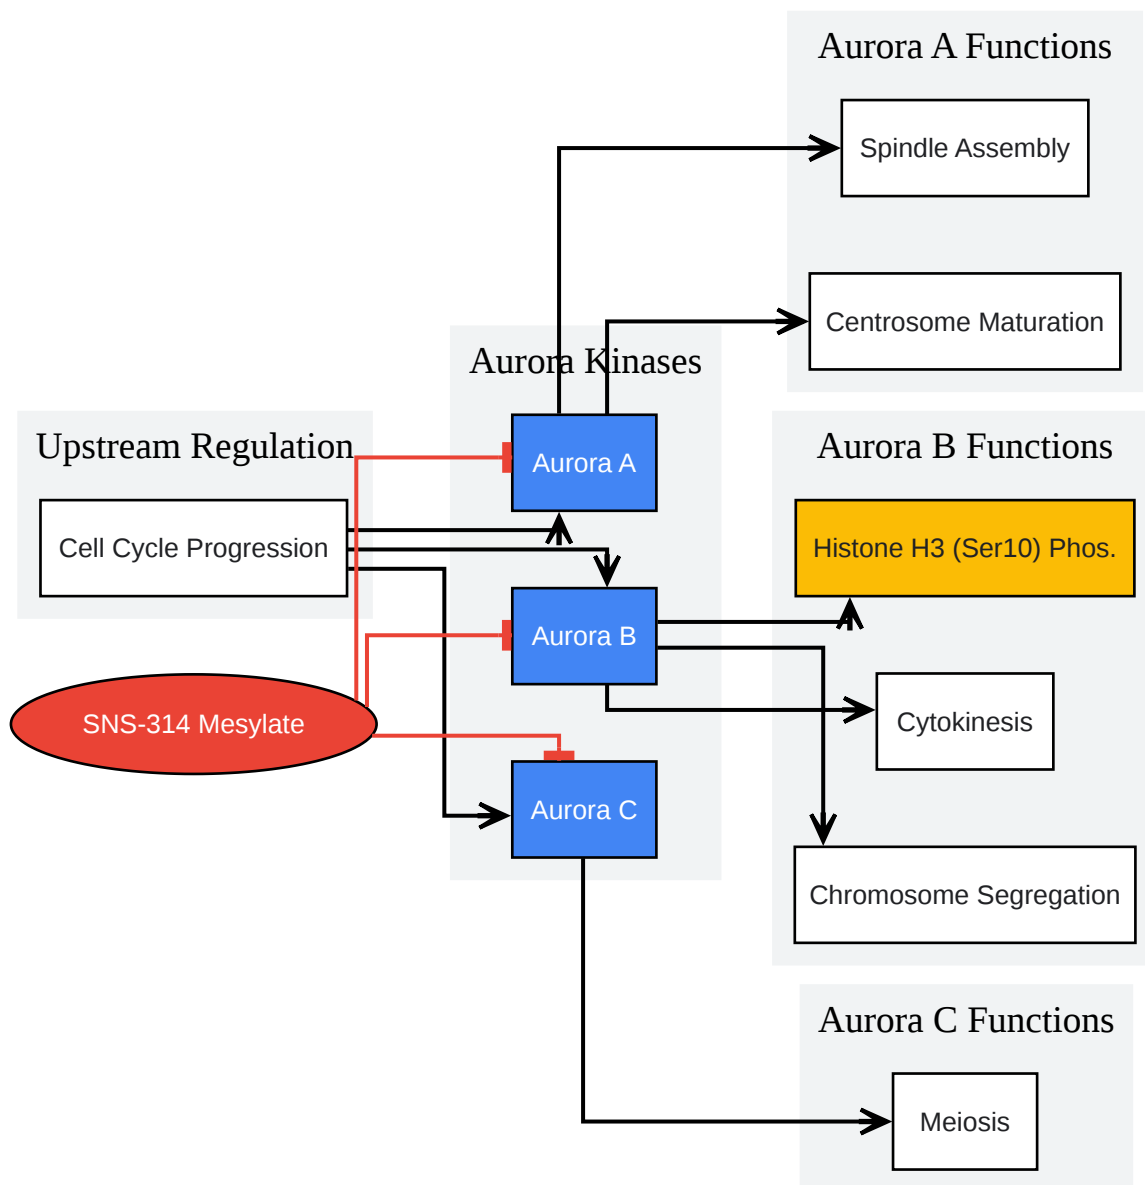 Aurora A Functions
Spindle Assembly
Centrosome Maturation
Aurora Kinases
Aurora A
Aurora B
Aurora C
Upstream Regulation
Cell Cycle Progression
SNS-314 Mesylate
Aurora B Functions
Histone H3 (Ser10) Phos.
Cytokinesis
Chromosome Segregation
Aurora C Functions
Meiosis